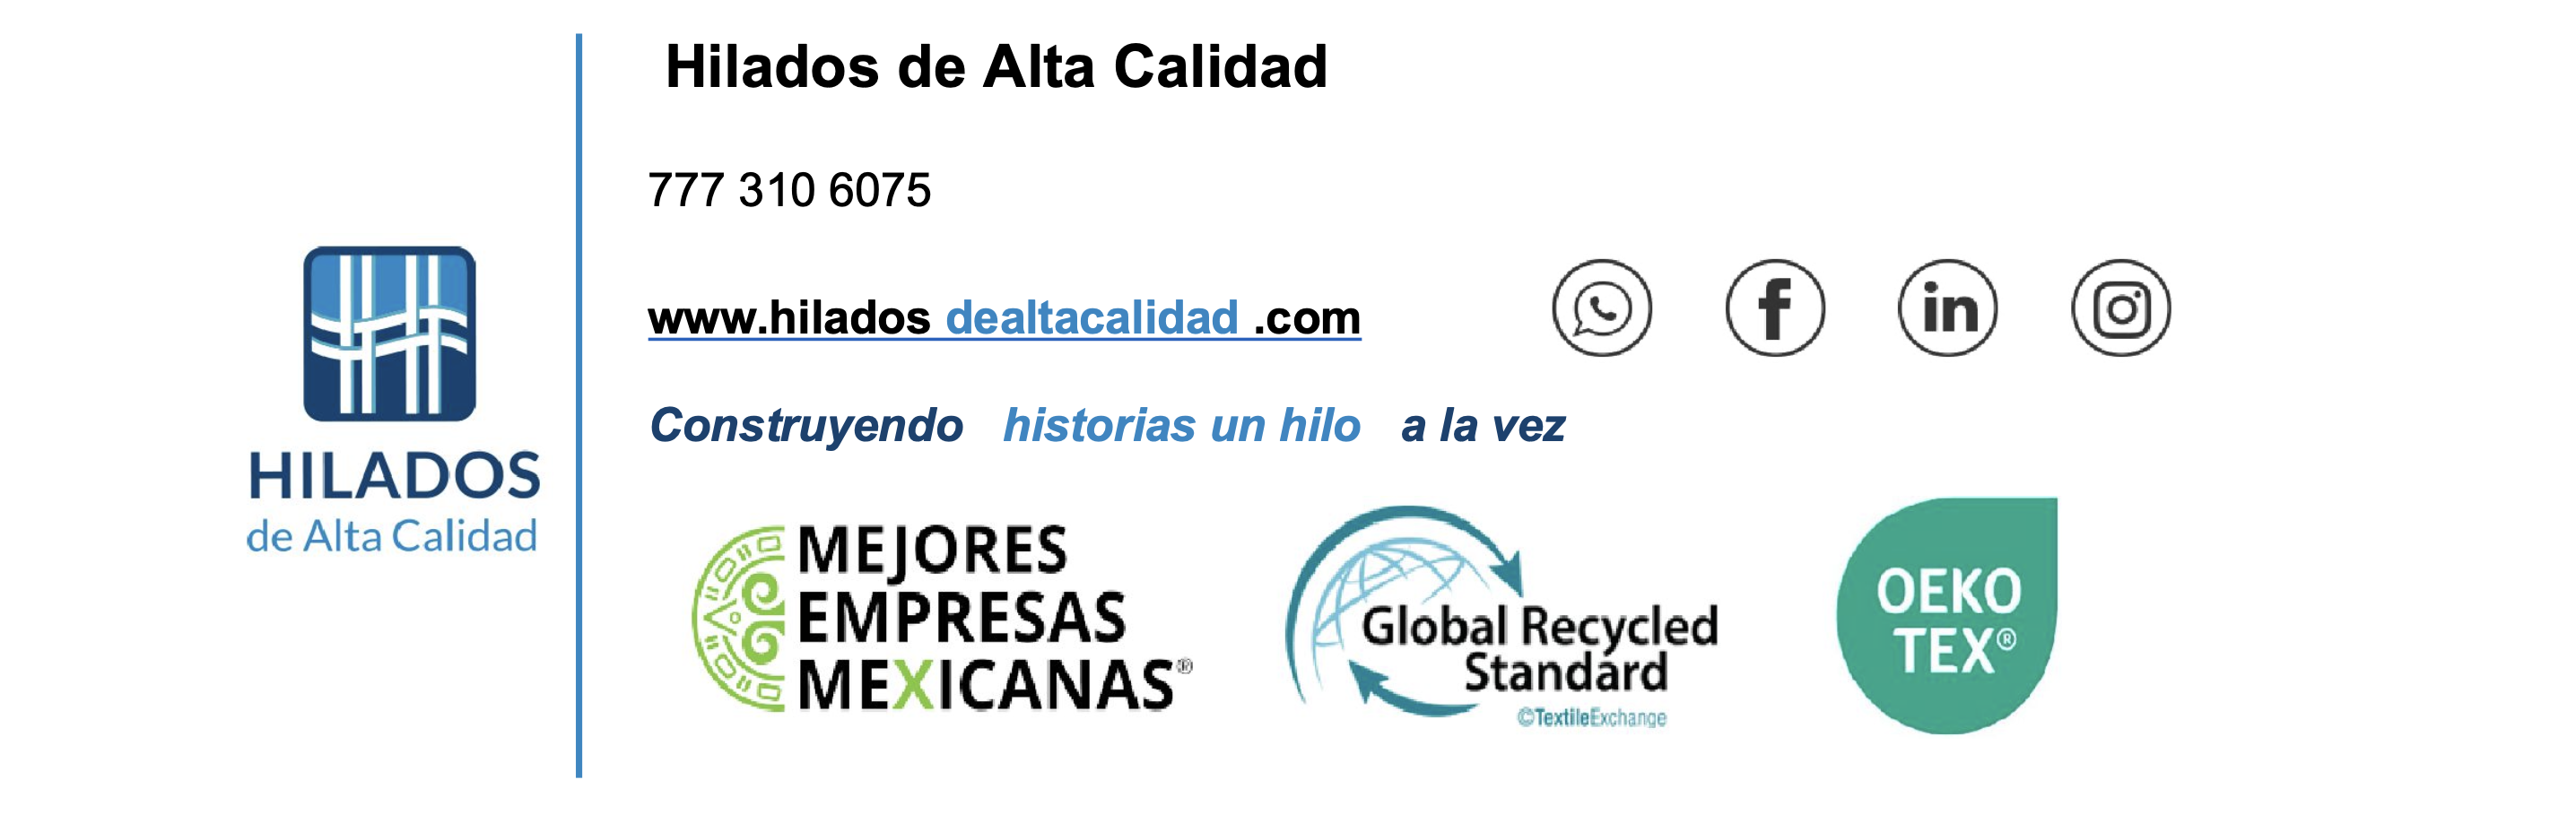 Hilados de Alta Calidad
777 310 6075
www.hilados dealtacalidad .com
Construyendo historias un hilo a la vez
HILADOS
de Alta Calidad
MEJORES
EMPRESAS
MEXICANAS®
Global Recycled
Standard
©TextileExchange
OEKO
TEX®